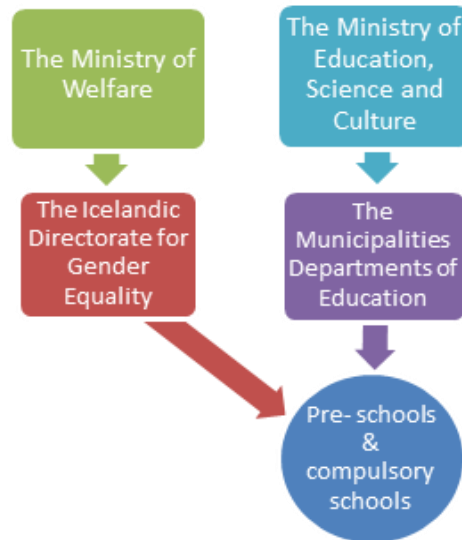 The Ministry of
Welfare
The Ministry of
Education,
Science and
Culture
The Icelandic
Directorate for
Gender
Equality
The
Municipalities
Departments of
Education
Pre- schools
&
compulsory
schools